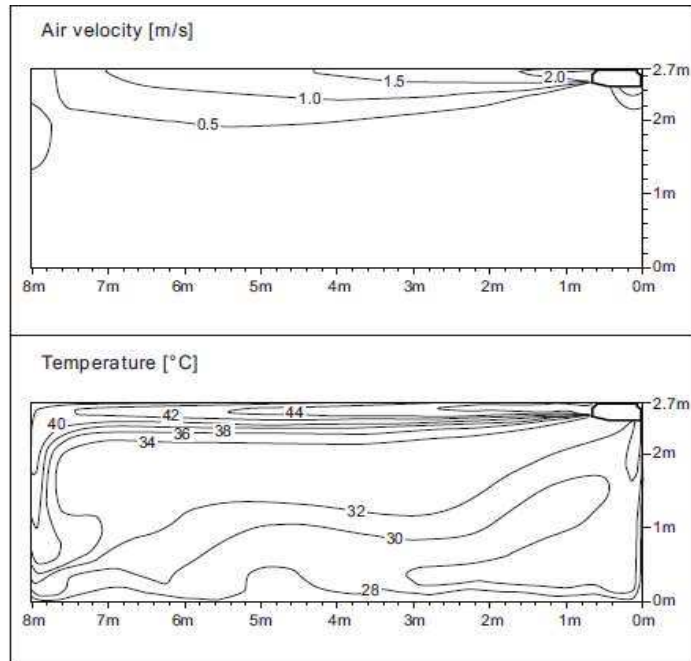 Air velocity [m/s]
2.7m
2.0
1.5
1.0
2m
0.5
1m
0m
8m 7m 6m 5m 4m 3m 2m 1m 0m
Temperature [°C]
2.7m
44
42
40
38
36
34
2m
32
1m
30
28
0m
8m 7m 6m 5m 4m 3m 2m 1m 0m